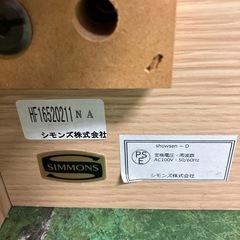 HF16520211 NA
シモンズ株式会社
SIMMONS
showsen － D
PSE
定格電圧・周波数
AC100V・50/60Hz
シモンズ株式会社